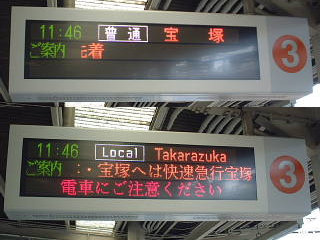 11:46 普通 宝塚
ご案内 着
3
11:46 Local Takarazuka
ご案内 ・宝塚へは快速急行宝塚
電車にご注意ください
3